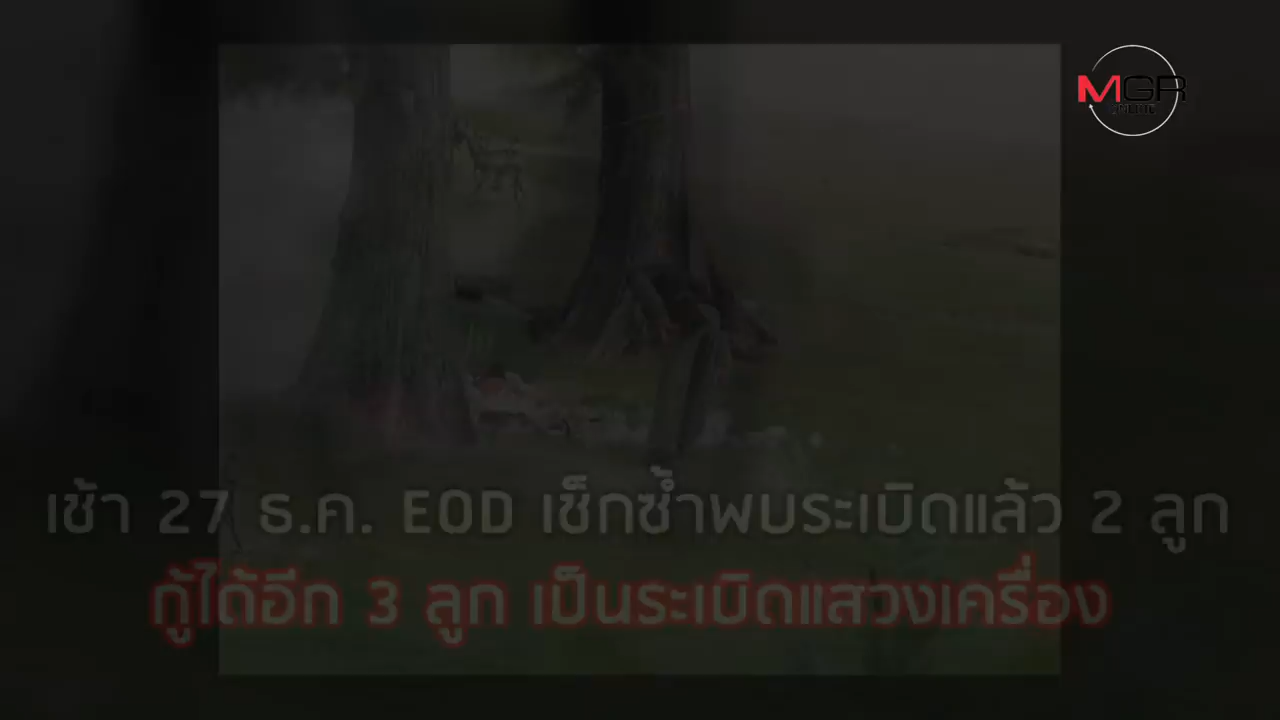 MGR
ONLINE
เช้า 27 ธ.ค. EOD เช็กซ้ำพบระเบิดแล้ว 2 ลูก
กู้ได้อีก 3 ลูก เป็นระเบิดแสวงเครื่อง